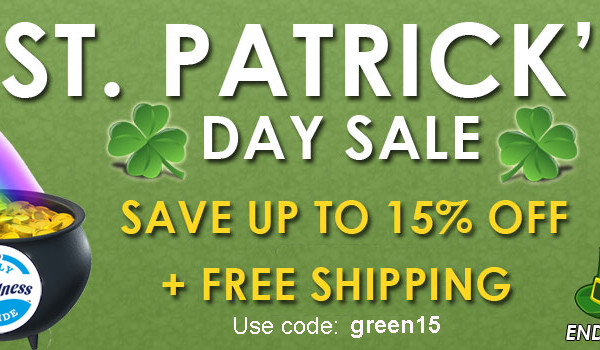 ST. PATRICK'
DAY SALE
SAVE UP TO 15% OFF
+ FREE SHIPPING
Use code: green15
END